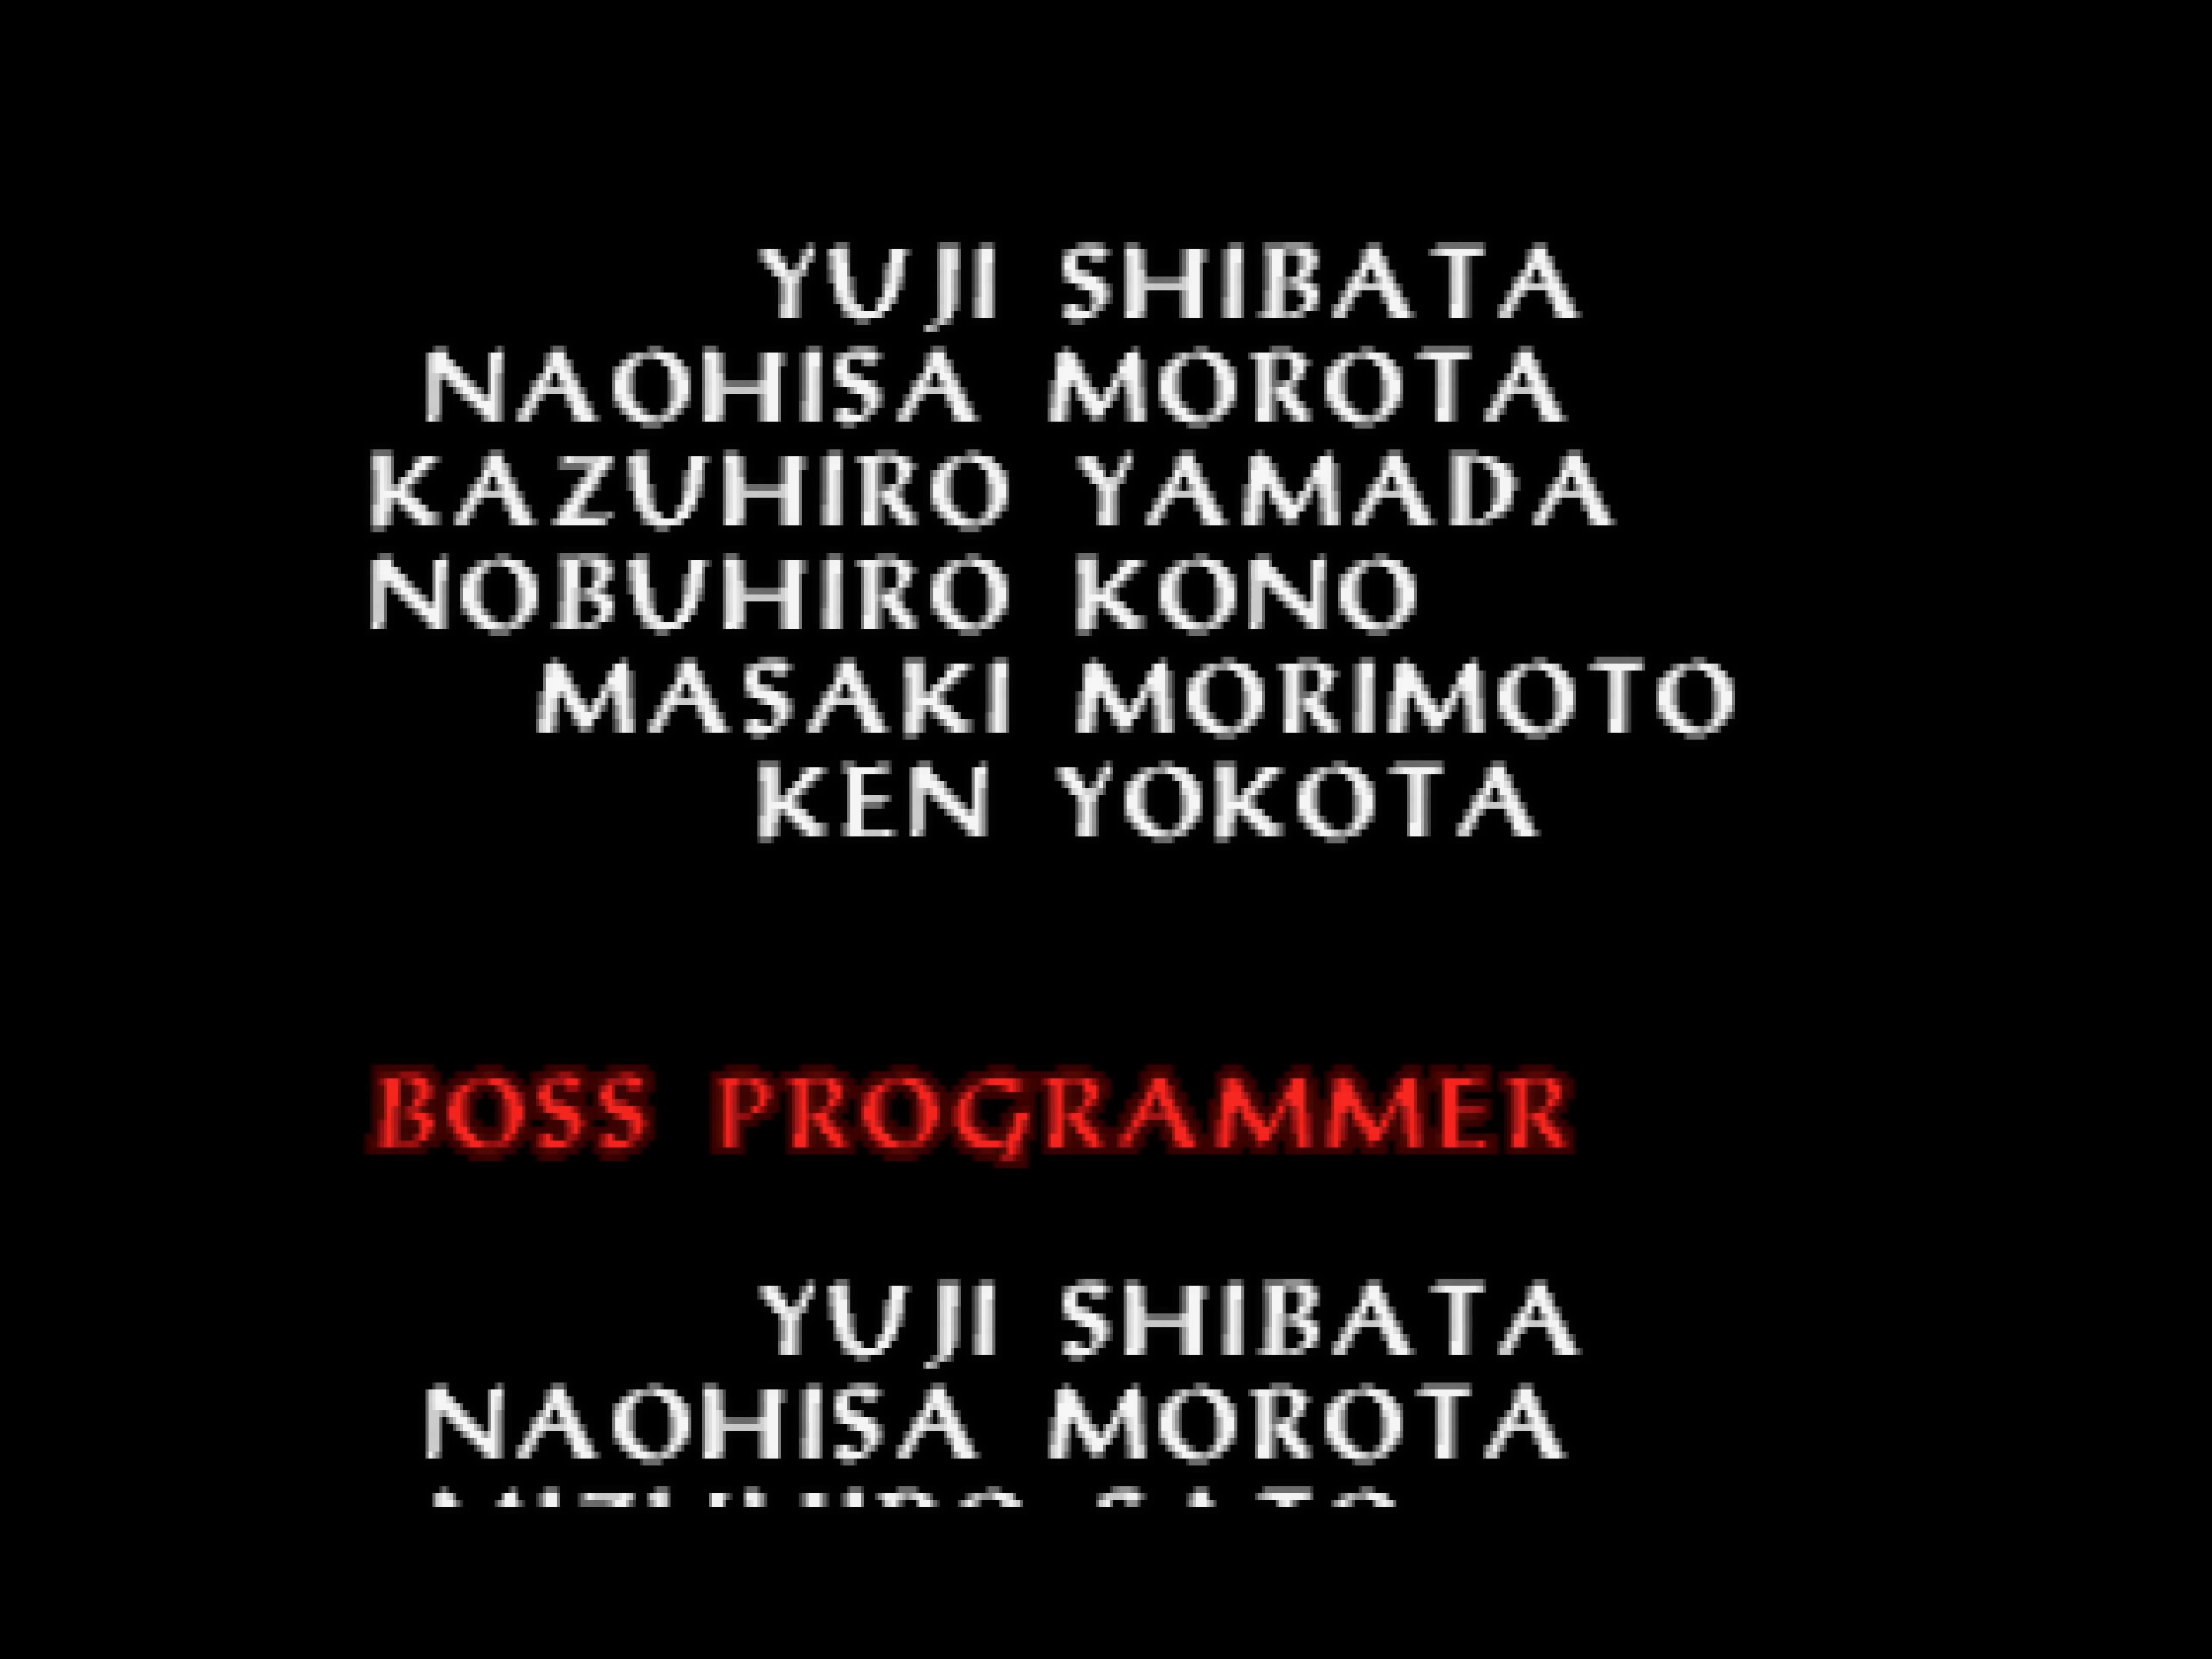 YUJI SHIBATA
NAOHISA MOROTA
KAZUHIRO YAMADA
NOBUHIRO KONO
MASAKI MORIMOTO
KEN YOKOTA
BOSS PROGRAMMER
YUJI SHIBATA
NAOHISA MOROTA